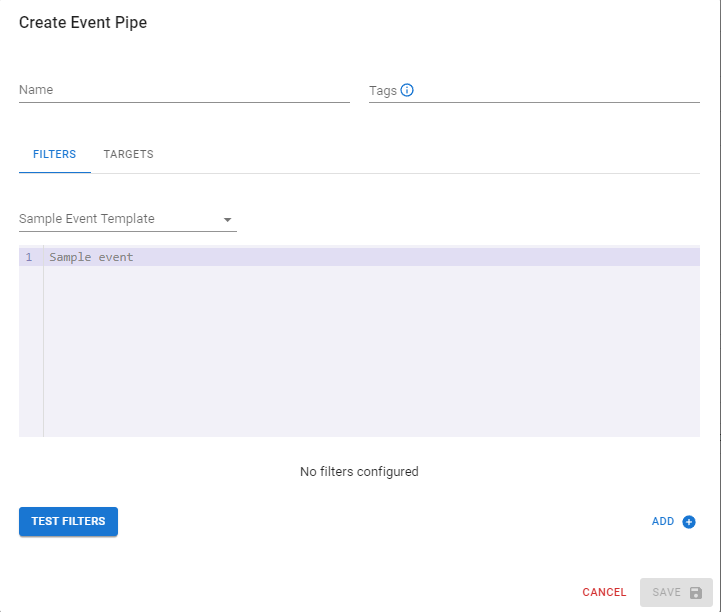 Create Event Pipe
Name
Tags
FILTERS
TARGETS
Sample Event Template
1 Sample event
No filters configured
TEST FILTERS
ADD
CANCEL
SAVE